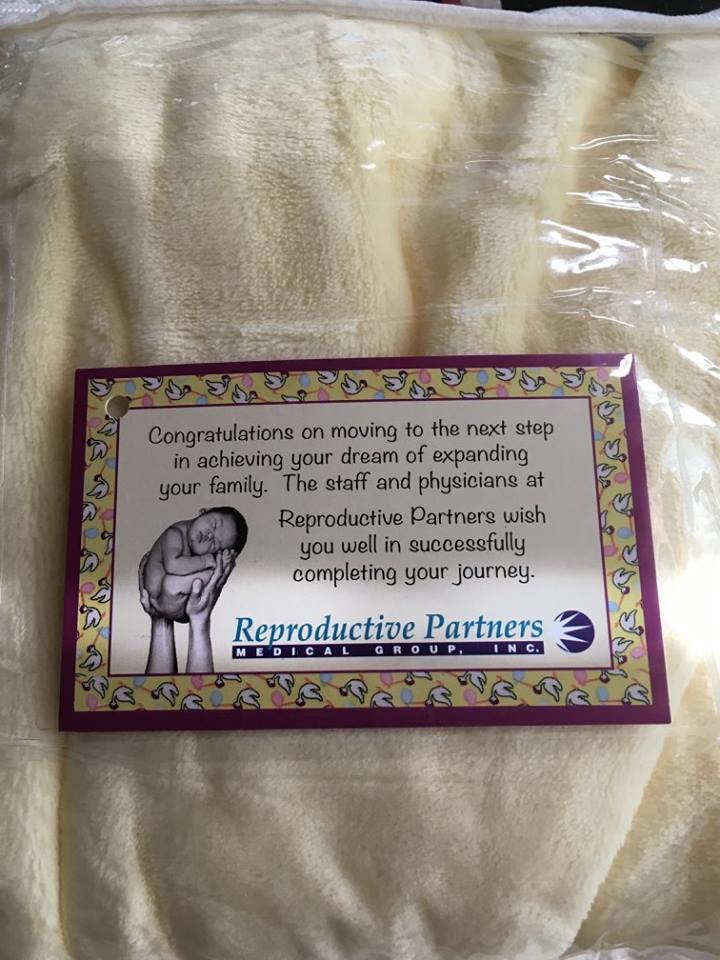 Congratulations on moving to the next step
in achieving your dream of expanding
your family. The staff and physicians at
Reproductive Partners wish
you well in successfully
completing your journey.
Reproductive Partners
MEDICAL GROUP, INC.